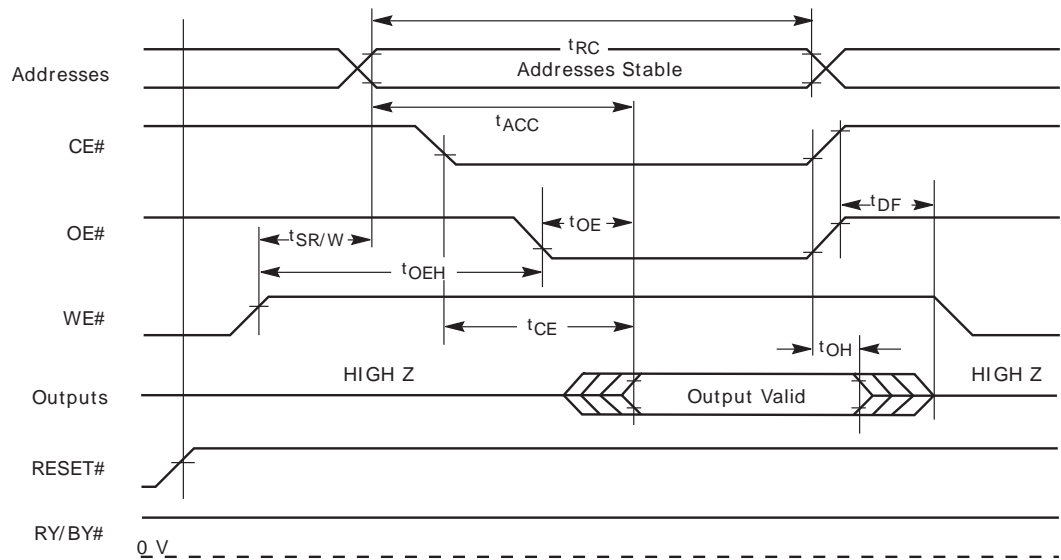 tRC
Addresses
Addresses Stable
tACC
CE#
tDF
tOE
OE#
tSR/W
tOEH
WE#
tCE
tOH
HIGH Z
HIGH Z
Outputs
Output Valid
RESET#
RY/BY#
0 V